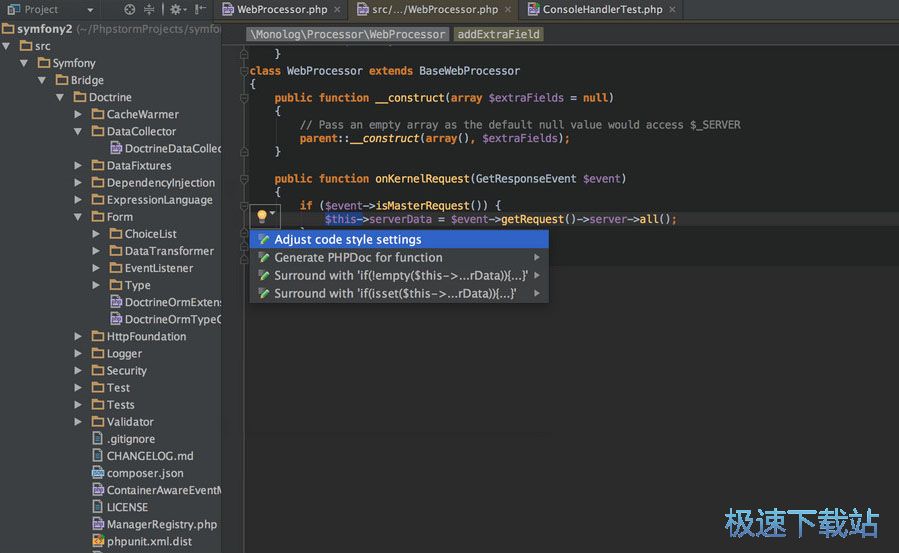 Project
WebProcessor.php
src/.../WebProcessor.php
ConsoleHandlerTest.php
symfony2 (~/PhpstormProjects/symfo
src
Symfony
Bridge
Doctrine
CacheWarmer
DataCollector
DoctrineDataCollec
DataFixtures
DependencyInjection
ExpressionLanguage
Form
ChoiceList
DataTransformer
EventListener
Type
DoctrineOrmExtens
DoctrineOrmTypeG
HttpFoundation
Logger
Security
Test
Tests
Validator
.gitignore
CHANGELOG.md
composer.json
ContainerAwareEventM
LICENSE
ManagerRegistry.php
phpunit.xml.dist
\Monolog\Processor\WebProcessor addExtraField
}
class WebProcessor extends BaseWebProcessor
{
public function __construct(array $extraFields = null)
{
// Pass an empty array as the default null value would access $_SERVER
parent::__construct(array(), $extraFields);
}
public function onKernelRequest(GetResponseEvent $event)
{
if ($event->isMasterRequest()) {
$this->serverData = $event->getRequest()->server->all();
Adjust code style settings
Generate PHPDoc for function
Surround with 'if(!empty($this->...rData)){...}'
Surround with 'if(isset($this->...rData)){...}'
极速下载站